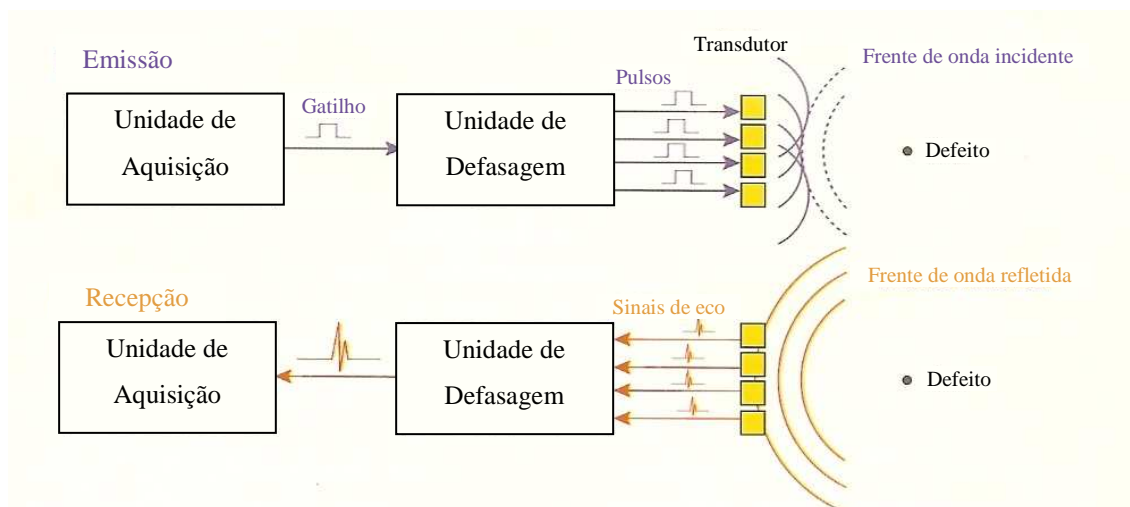 Emissão
Transdutor
Frente de onda incidente
Pulsos
Gatilho
Unidade de
Aquisição
Unidade de
Defasagem
Defeito
Recepção
Frente de onda refletida
Sinais de eco
Unidade de
Aquisição
Unidade de
Defasagem
Defeito